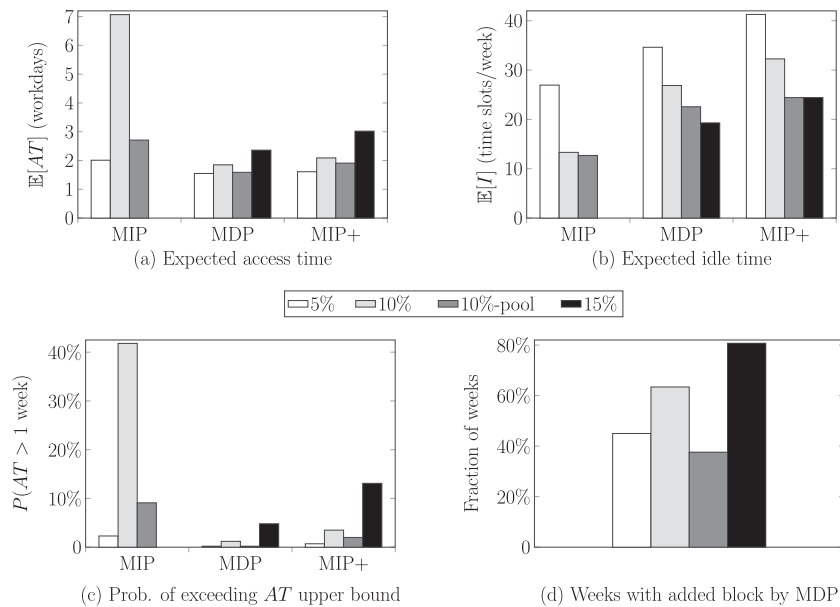 7
6
5
4
3
2
1
0
𝔼[AT] (workdays)
MIP MDP MIP+
(a) Expected access time
40
30
20
10
0
𝔼[I] (time slots/week)
MIP MDP MIP+
(b) Expected idle time
5% 10% 10%-pool 15%
40%
30%
20%
10%
0
P(AT > 1 week)
MIP MDP MIP+
(c) Prob. of exceeding AT upper bound
80%
60%
40%
20%
0
Fraction of weeks
(d) Weeks with added block by MDP